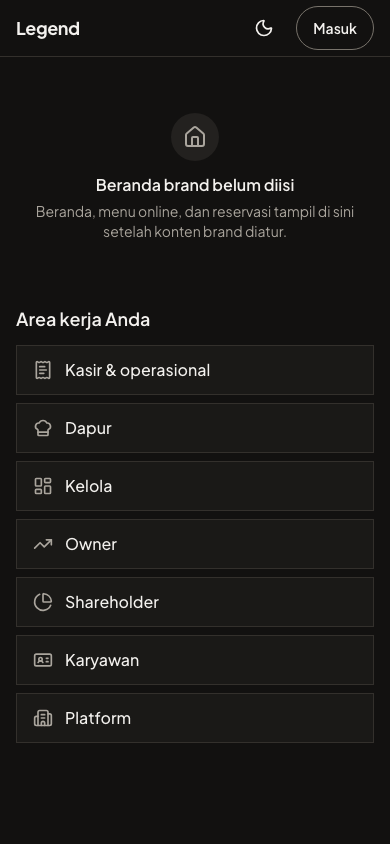 Legend
Masuk
Beranda brand belum diisi
Beranda, menu online, dan reservasi tampil di sini
setelah konten brand diatur.
Area kerja Anda
Kasir & operasional
Dapur
Kelola
Owner
Shareholder
Karyawan
Platform